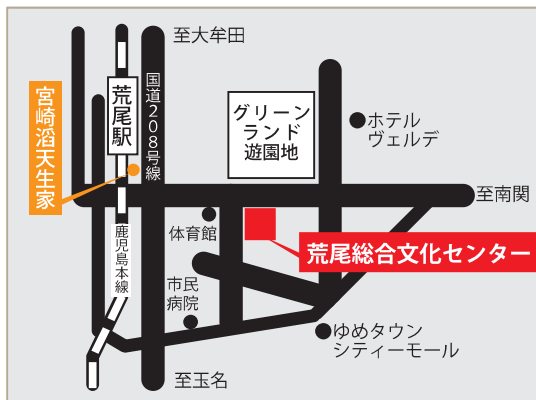 至大牟田
国道208号線
荒尾駅
宮崎滔天生家
グリーン
ランド
遊園地
ホテル
ヴェルデ
至南関
体育館
荒尾総合文化センター
鹿児島本線
市民
病院
ゆめタウン
シティーモール
至玉名